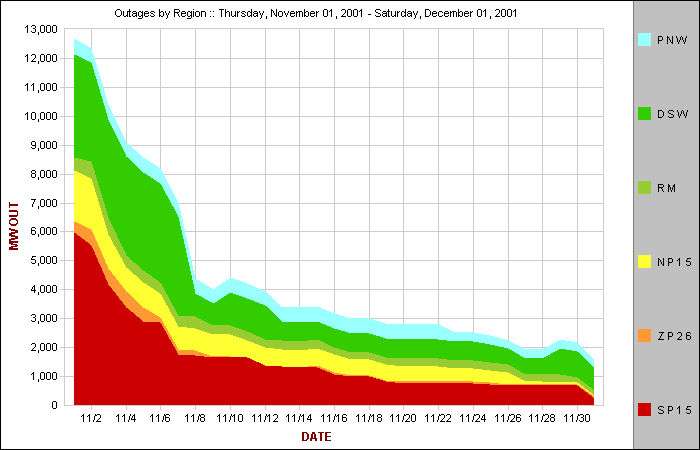 Outages by Region :: Thursday, November 01, 2001 - Saturday, December 01, 2001
13,000
12,000
11,000
10,000
9,000
8,000
7,000
6,000
5,000
4,000
3,000
2,000
1,000
0
MWOUT
11/2 11/4 11/6 11/8 11/10 11/12 11/14 11/16 11/18 11/20 11/22 11/24 11/26 11/28 11/30
DATE
PNW
DSW
RM
NP15
ZP26
SP15